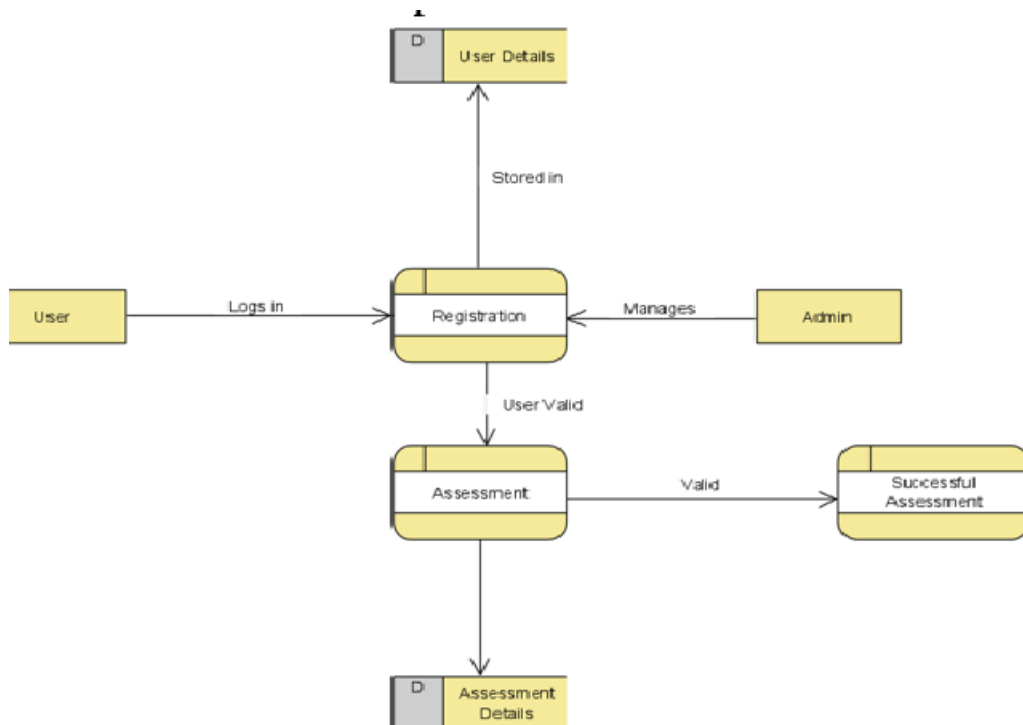 D
User Details
Stored in
User
Logs in
Registration
Manages
Admin
User Valid
Assessment
Valid
Successful
Assessment
D
Assessment
Details